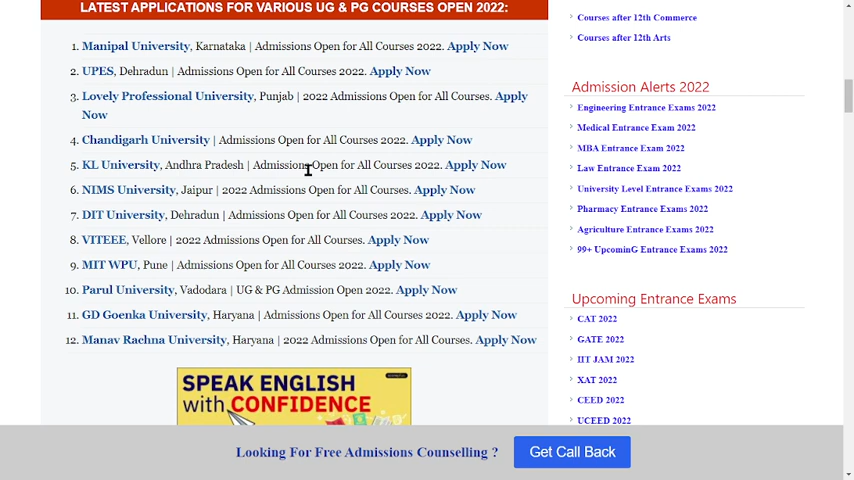 LATEST APPLICATIONS FOR VARIOUS UG & PG COURSES OPEN 2022:
1. Manipal University, Karnataka | Admissions Open for All Courses 2022. Apply Now
2. UPES, Dehradun | Admissions Open for All Courses 2022. Apply Now
3. Lovely Professional University, Punjab | 2022 Admissions Open for All Courses. Apply
Now
4. Chandigarh University | Admissions Open for All Courses 2022. Apply Now
5. KL University, Andhra Pradesh | Admissions Open for All Courses 2022. Apply Now
6. NIMS University, Jaipur | 2022 Admissions Open for All Courses. Apply Now
7. DIT University, Dehradun | Admissions Open for All Courses 2022. Apply Now
8. VITEEE, Vellore | 2022 Admissions Open for All Courses. Apply Now
9. MIT WPU, Pune | Admissions Open for All Courses 2022. Apply Now
10. Parul University, Vadodara | UG & PG Admission Open 2022. Apply Now
11. GD Goenka University, Haryana | Admissions Open for All Courses 2022. Apply Now
12. Manav Rachna University, Haryana | 2022 Admissions Open for All Courses. Apply Now
SPEAK ENGLISH
with CONFIDENCE
Courses after 12th Commerce
Courses after 12th Arts
Admission Alerts 2022
Engineering Entrance Exams 2022
Medical Entrance Exam 2022
MBA Entrance Exam 2022
Law Entrance Exam 2022
University Level Entrance Exams 2022
Pharmacy Entrance Exams 2022
Agriculture Entrance Exams 2022
99+ UpcominG Entrance Exams 2022
Upcoming Entrance Exams
CAT 2022
GATE 2022
IIT JAM 2022
XAT 2022
CEED 2022
UCEED 2022
Looking For Free Admissions Counselling ?
Get Call Back